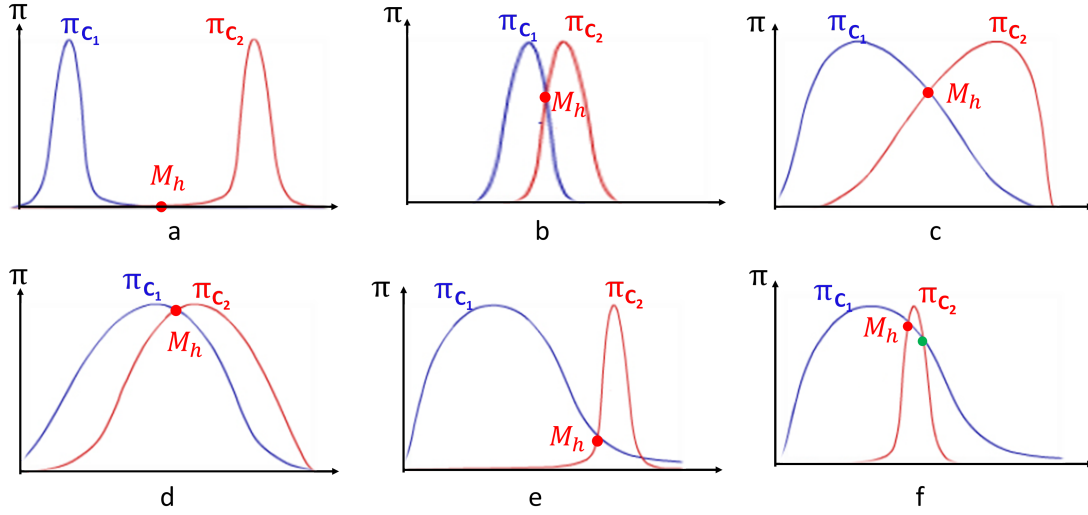 π π_C₁ π_C₂ M_h
a
π π_C₁ π_C₂ M_h
b
π π_C₁ π_C₂ M_h
c
π π_C₁ π_C₂ M_h
d
π π_C₁ π_C₂ M_h
e
π π_C₁ π_C₂ M_h
f